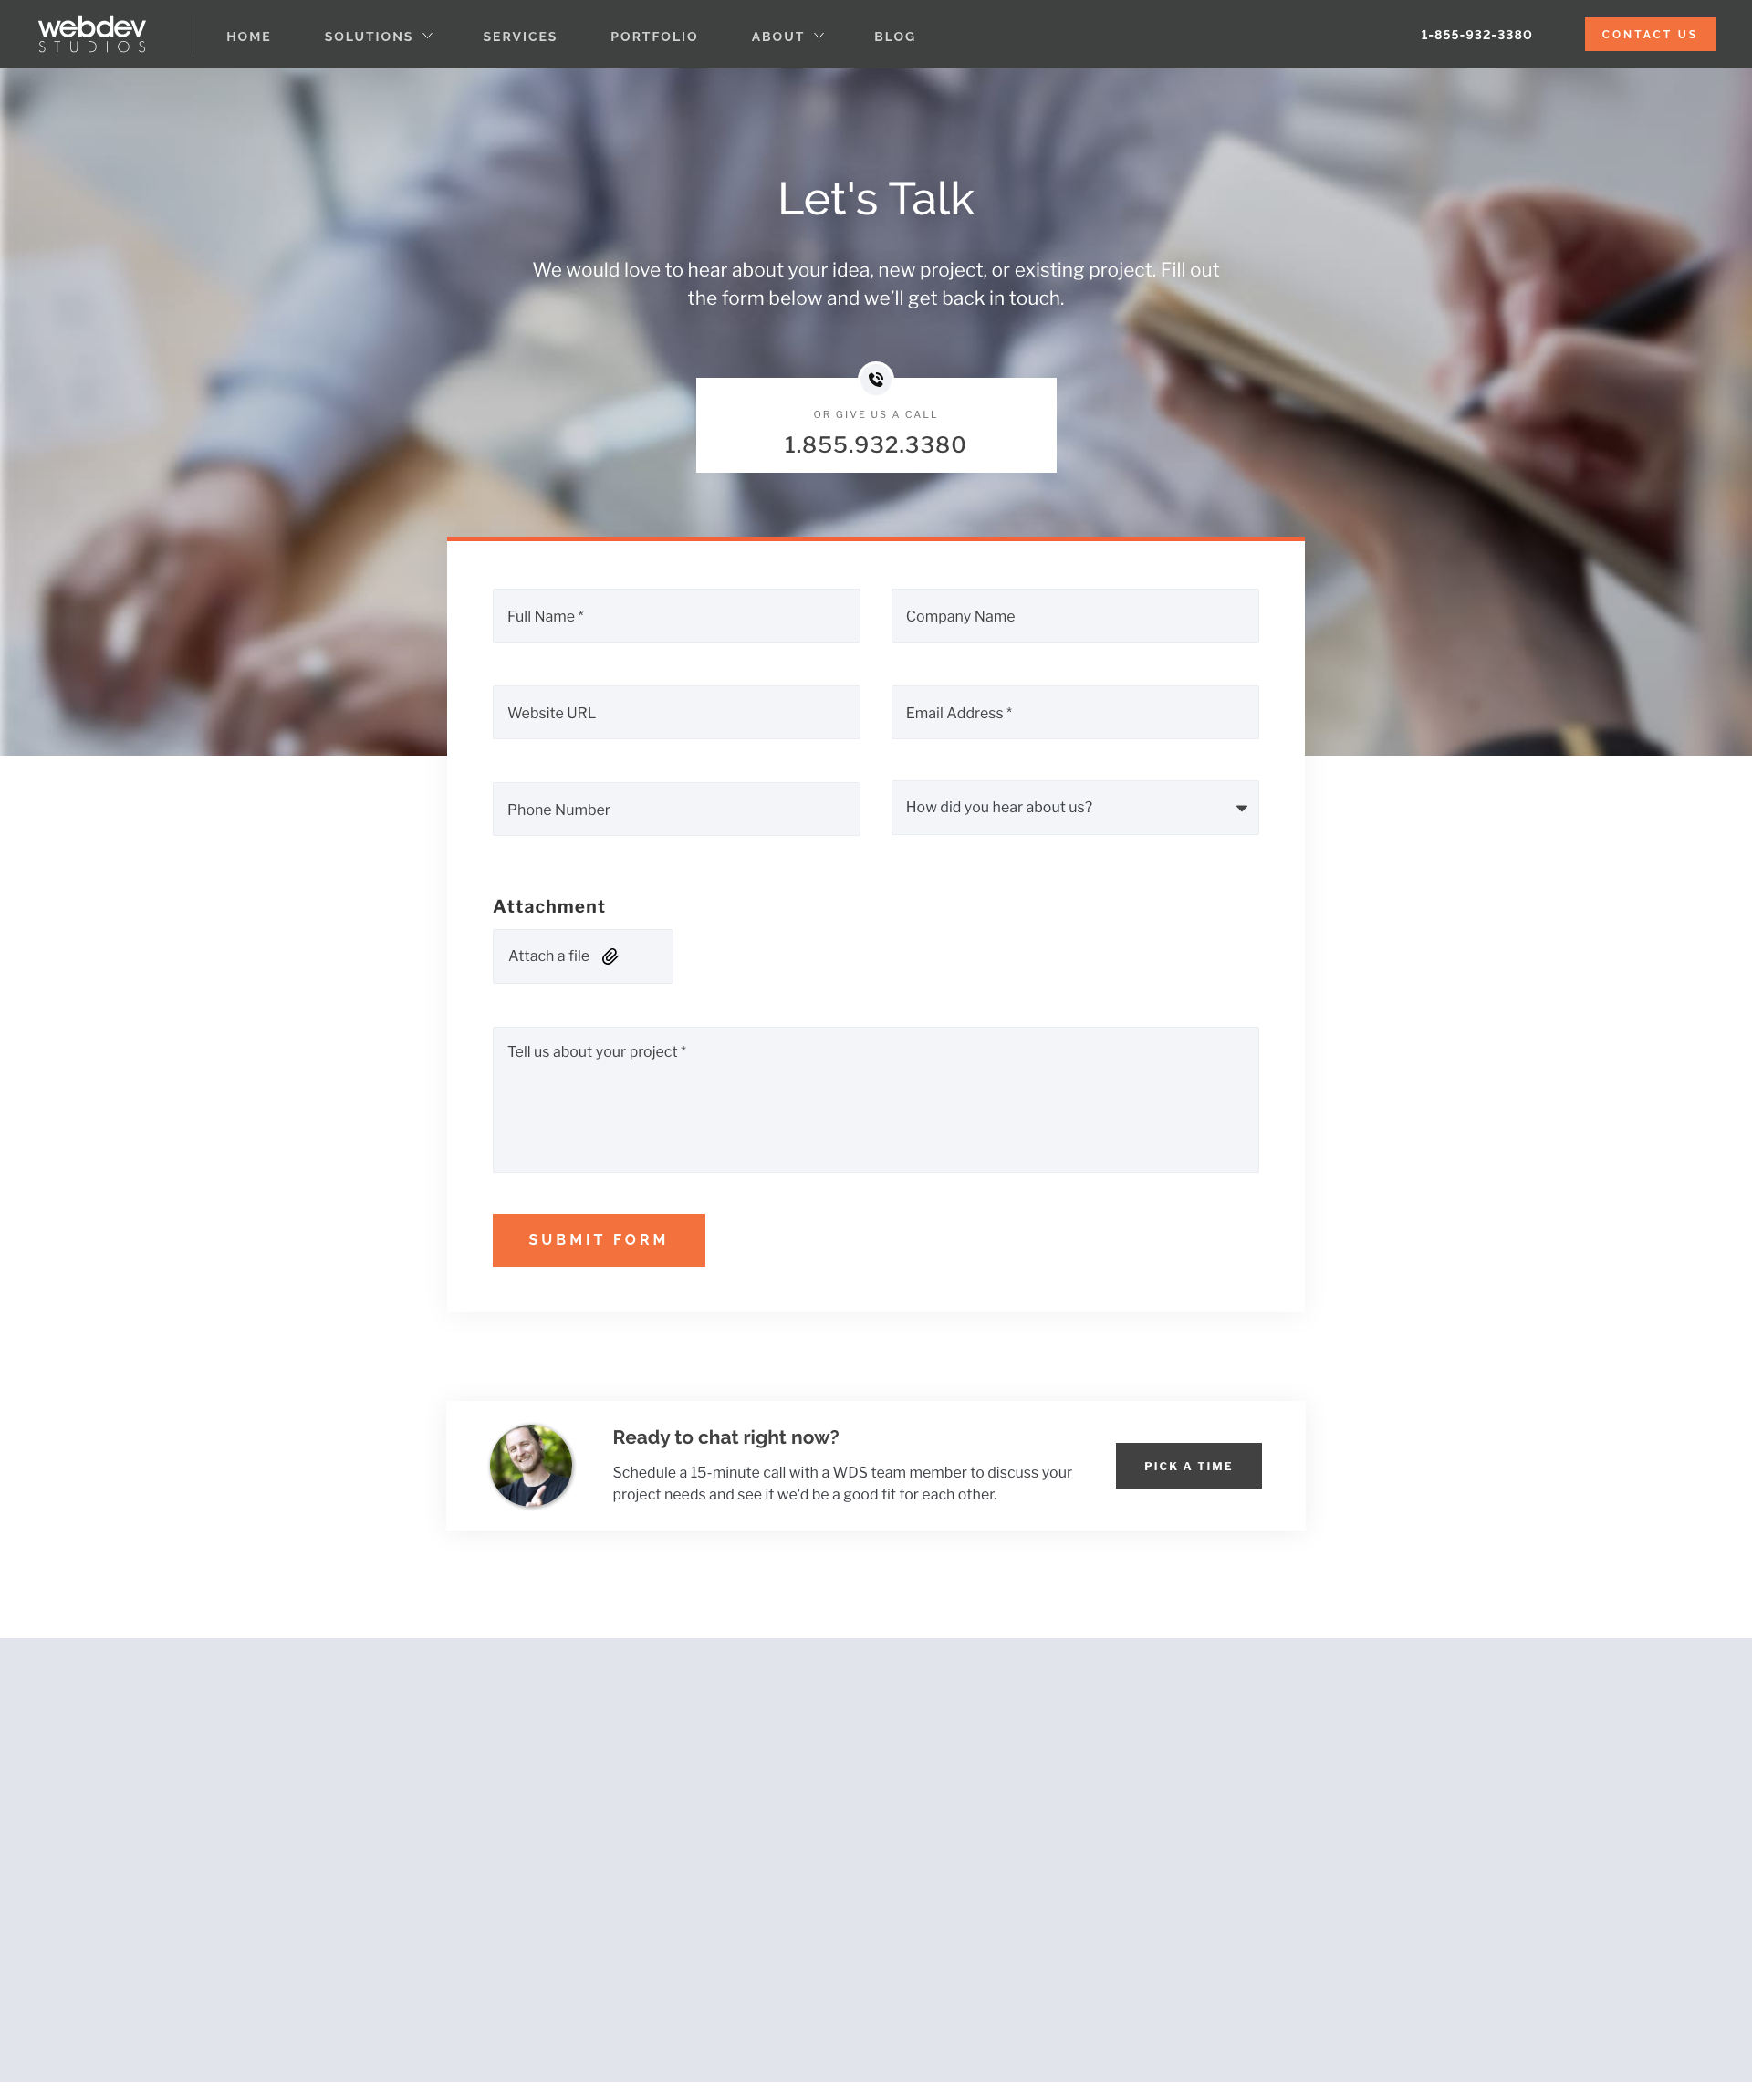 webdev
STUDIOS
HOME
SOLUTIONS
SERVICES
PORTFOLIO
ABOUT
BLOG
1-855-932-3380
CONTACT US
Let's Talk
We would love to hear about your idea, new project, or existing project. Fill out
the form below and we’ll get back in touch.
OR GIVE US A CALL
1.855.932.3380
Full Name *
Company Name
Website URL
Email Address *
Phone Number
How did you hear about us?
Attachment
Attach a file
Tell us about your project *
SUBMIT FORM
Ready to chat right now?
Schedule a 15-minute call with a WDS team member to discuss your
project needs and see if we'd be a good fit for each other.
PICK A TIME